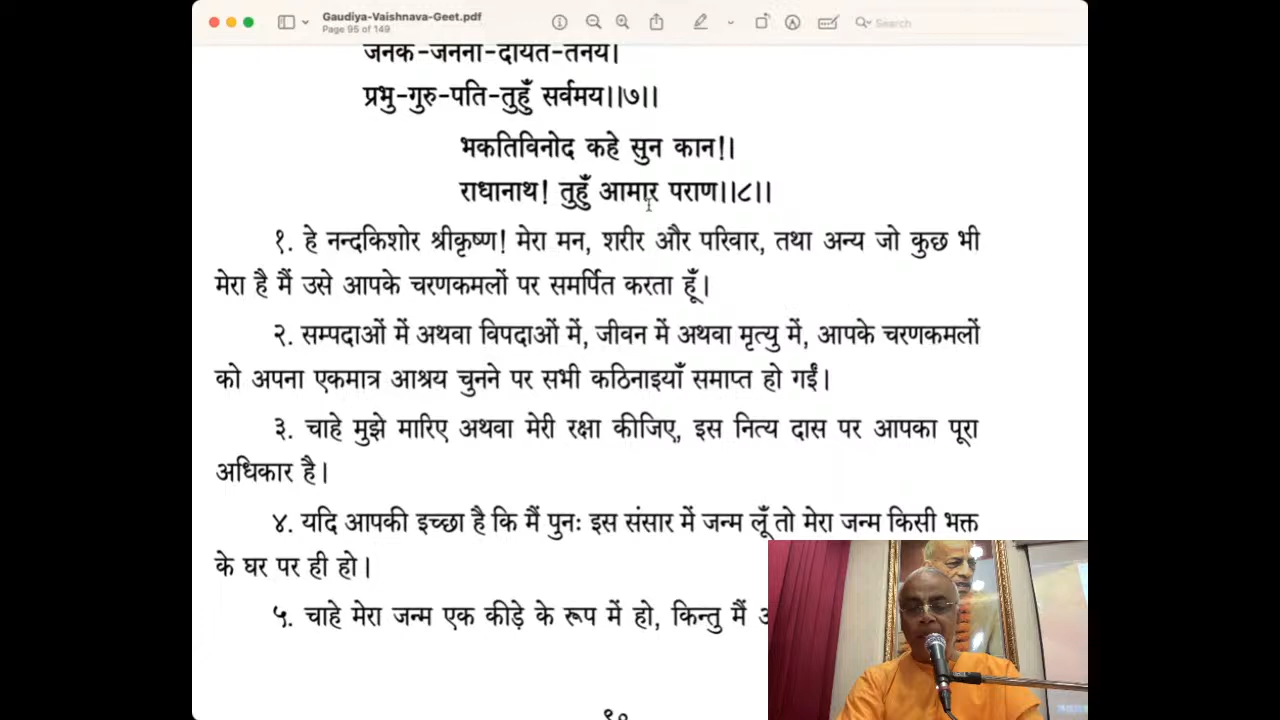 Gaudiya-Vaishnava-Geet.pdf
Page 95 of 149
Search
जनक-जननी-दयित-तनय।
प्रभु-गुरु-पति-तुहुँ सर्वमय।।७।।
भकतिविनोद कहे सुन कान!।
राधानाथ! तुहुँ आमार पराण।।८।।
१. हे नन्दकिशोर श्रीकृष्ण! मेरा मन, शरीर और परिवार, तथा अन्य जो कुछ भी
मेरा है मैं उसे आपके चरणकमलों पर समर्पित करता हूँ।
२. सम्पदाओं में अथवा विपदाओं में, जीवन में अथवा मृत्यु में, आपके चरणकमलों
को अपना एकमात्र आश्रय चुनने पर सभी कठिनाइयाँ समाप्त हो गईं।
३. चाहे मुझे मारिए अथवा मेरी रक्षा कीजिए, इस नित्य दास पर आपका पूरा
अधिकार है।
४. यदि आपकी इच्छा है कि मैं पुनः इस संसार में जन्म लूँ तो मेरा जन्म किसी भक्त
के घर पर ही हो।
५. चाहे मेरा जन्म एक कीड़े के रूप में हो, किन्तु मैं